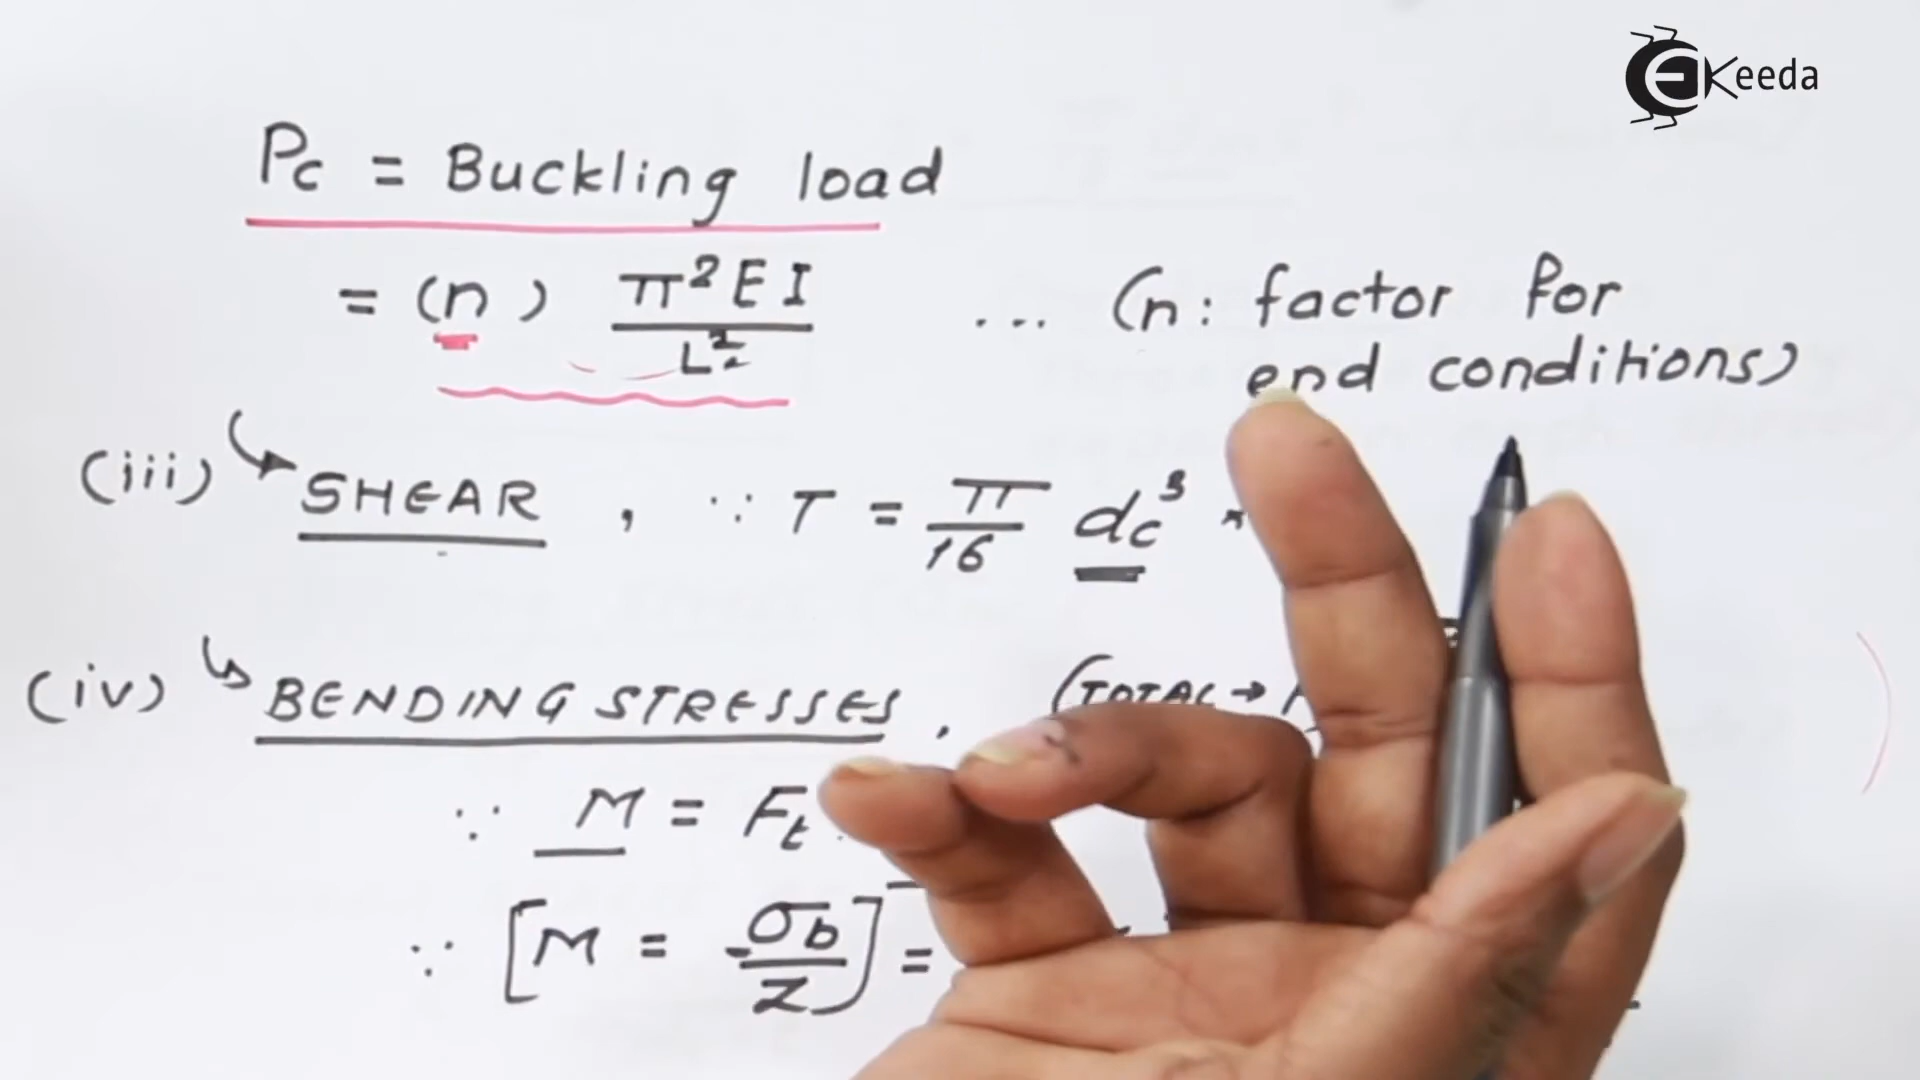 EKeeda
Pc = Buckling load
= (n) π²EI / L²  ... (n: factor for
end conditions)
(iii) ↳ SHEAR, ∵ T = π/16 dc³ *
(iv) ↳ BENDING STRESSES, (TOTAL →
∵ M = Ft
∵ [M = σb / Z] =